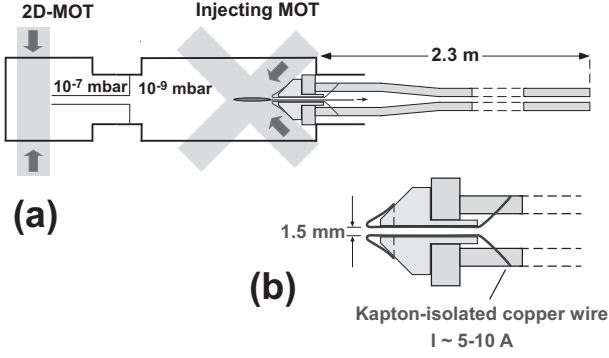 2D-MOT
Injecting MOT
2.3 m
10-7 mbar
10-9 mbar
(a)
1.5 mm
(b)
Kapton-isolated copper wire
I ~ 5-10 A